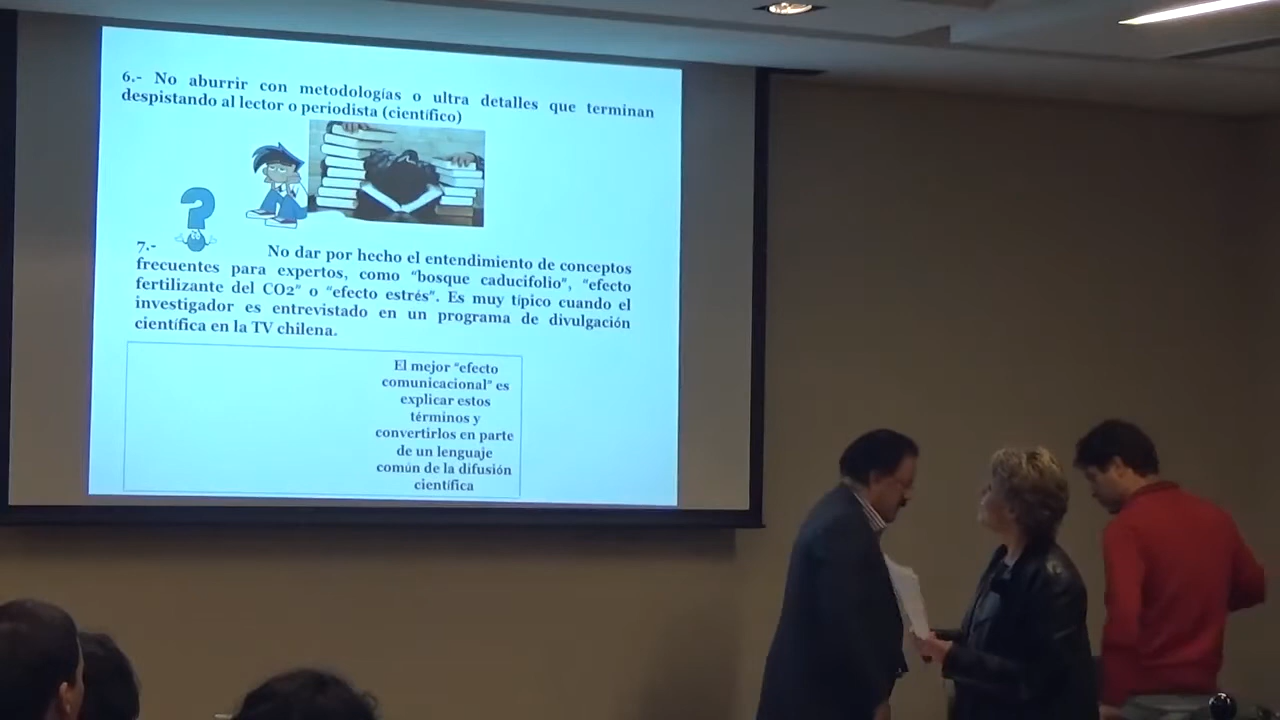 6.- No aburrir con metodologías o ultra detalles que terminan
despistando al lector o periodista (científico)
7.- No dar por hecho el entendimiento de conceptos
frecuentes para expertos, como "bosque caducifolio", "efecto
fertilizante del CO2" o "efecto estrés". Es muy típico cuando el
investigador es entrevistado en un programa de divulgación
científica en la TV chilena.
El mejor "efecto
comunicacional" es
explicar estos
términos y
convertirlos en parte
de un lenguaje
común de la difusión
científica